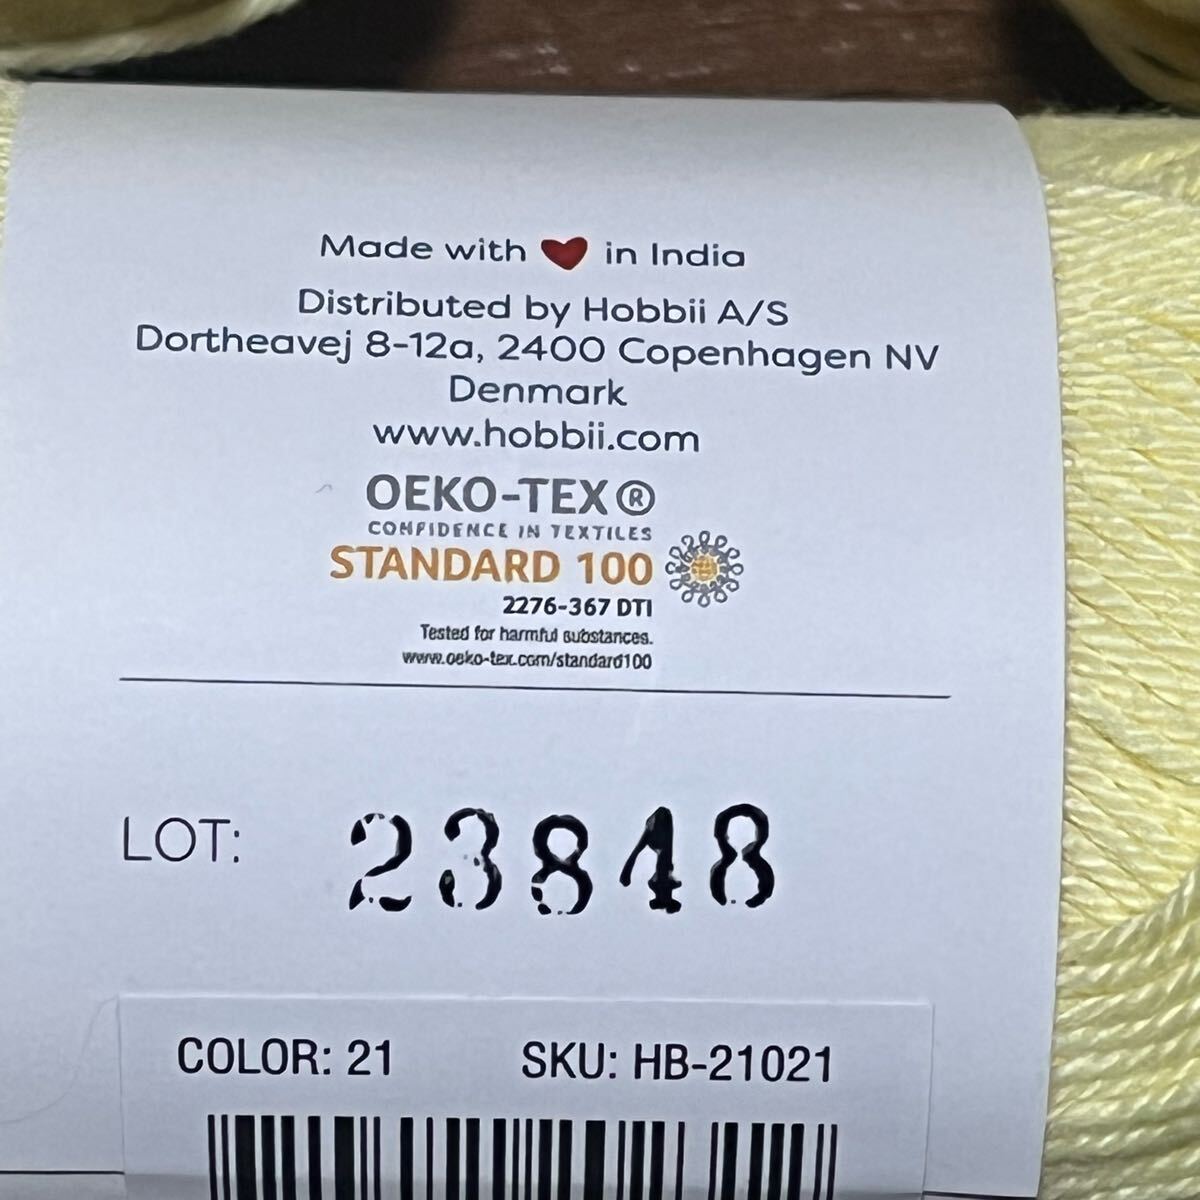 Made with ❤ in India
Distributed by Hobbii A/S
Dortheavej 8-12a, 2400 Copenhagen NV
Denmark
www.hobbii.com
OEKO-TEX®
CONFIDENCE IN TEXTILES
STANDARD 100
2276-367 DTI
Tested for harmful substances.
www.oeko-tex.com/standard100
LOT: 23848
COLOR: 21 SKU: HB-21021